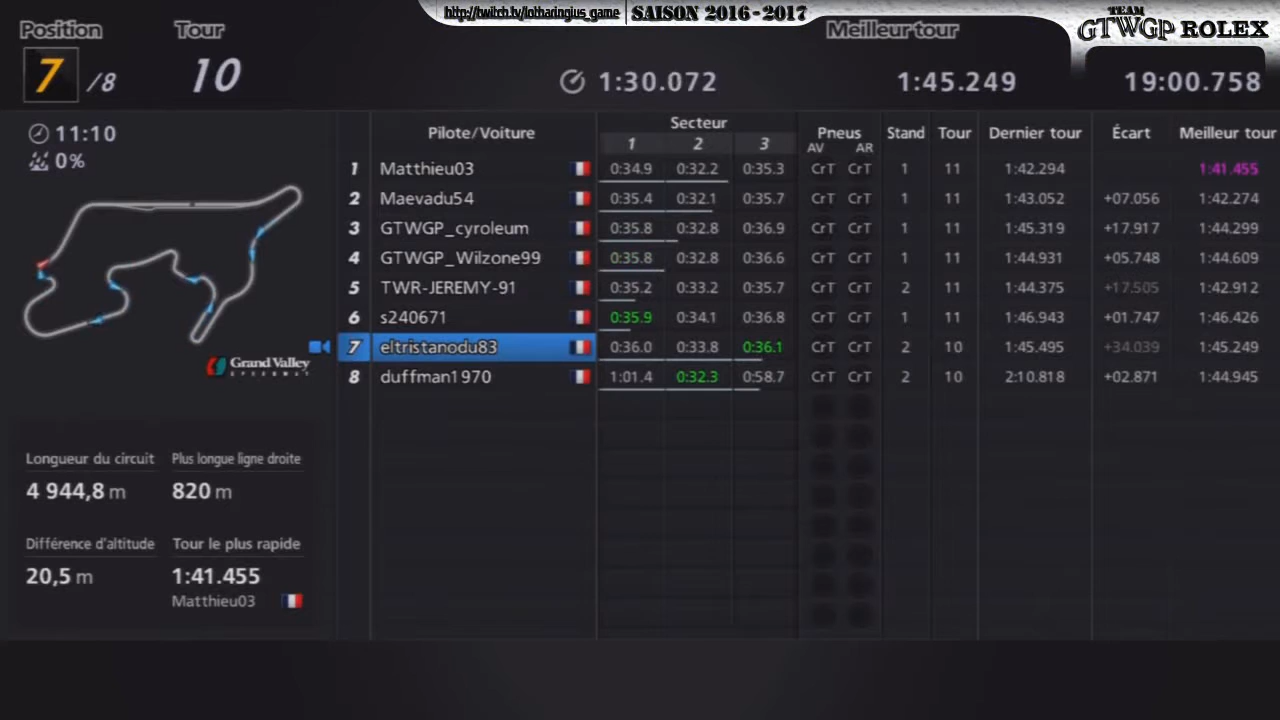 http://twitch.tv/lotharingius_game SAISON 2016-2017
TEAM
GTWGP ROLEX
Position Tour Meilleur tour
7 /8 10 1:30.072 1:45.249 19:00.758
11:10
0%
Pilote/Voiture Secteur Pneus Stand Tour Dernier tour Écart Meilleur tour
1 2 3 AV AR
1 Matthieu03 0:34.9 0:32.2 0:35.3 CrT CrT 1 11 1:42.294 1:41.455
2 Maevadu54 0:35.4 0:32.1 0:35.7 CrT CrT 1 11 1:43.052 +07.056 1:42.274
3 GTWGP_cyroleum 0:35.8 0:32.8 0:36.9 CrT CrT 1 11 1:45.319 +17.917 1:44.299
4 GTWGP_Wilzone99 0:35.8 0:32.8 0:36.6 CrT CrT 1 11 1:44.931 +05.748 1:44.609
5 TWR-JEREMY-91 0:35.2 0:33.2 0:35.7 CrT CrT 2 11 1:44.375 +17.505 1:42.912
6 s240671 0:35.9 0:34.1 0:36.8 CrT CrT 1 11 1:46.943 +01.747 1:46.426
7 eltristanodu83 0:36.0 0:33.8 0:36.1 CrT CrT 2 10 1:45.495 +34.039 1:45.249
8 duffman1970 1:01.4 0:32.3 0:58.7 CrT CrT 2 10 2:10.818 +02.871 1:44.945
Grand Valley
SPEEDWAY
Longueur du circuit Plus longue ligne droite
4 944,8 m 820 m
Différence d'altitude Tour le plus rapide
20,5 m 1:41.455
Matthieu03